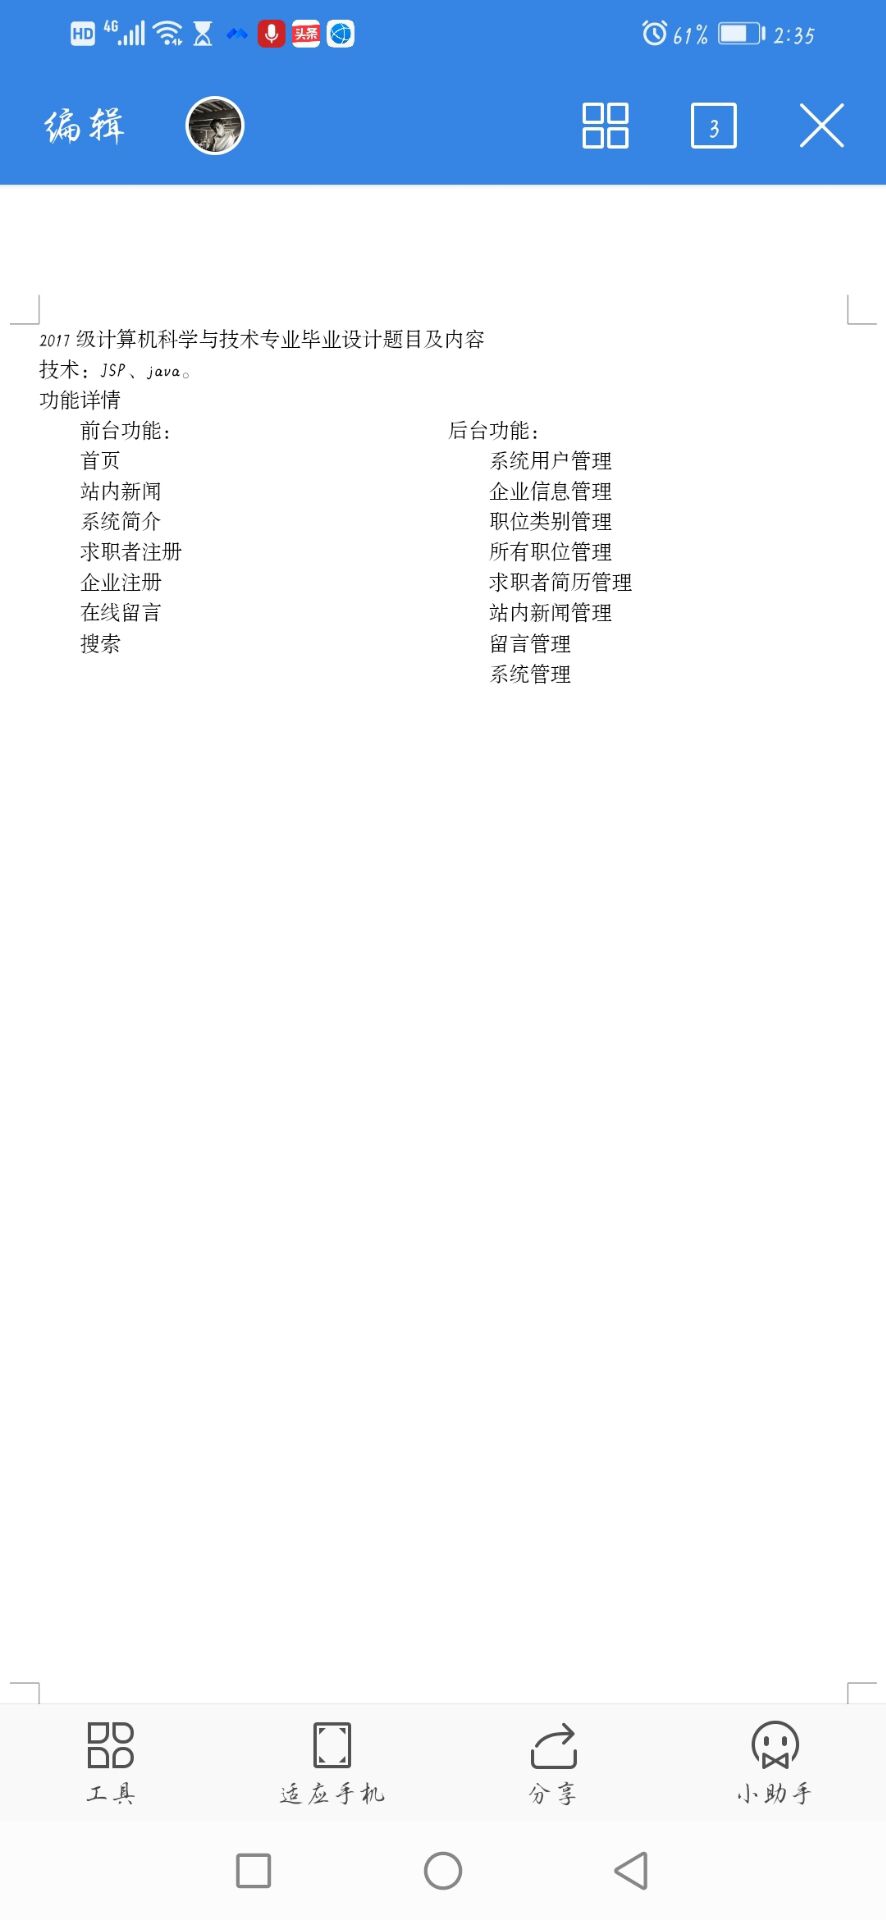 HD 4G 头条 61% 2:35
编辑 3
2017 级计算机科学与技术专业毕业设计题目及内容
技术：JSP、java。
功能详情
前台功能： 后台功能：
首页 系统用户管理
站内新闻 企业信息管理
系统简介 职位类别管理
求职者注册 所有职位管理
企业注册 求职者简历管理
在线留言 站内新闻管理
搜索 留言管理
系统管理
工具 适应手机 分享 小助手